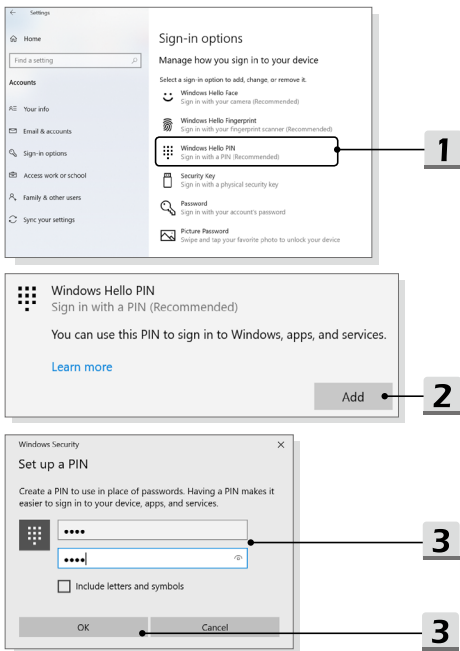 Settings
Home
Find a setting
Accounts
Your info
Email & accounts
Sign-in options
Access work or school
Family & other users
Sync your settings
Sign-in options
Manage how you sign in to your device
Select a sign-in option to add, change, or remove it.
Windows Hello Face
Sign in with your camera (Recommended)
Windows Hello Fingerprint
Sign in with your fingerprint scanner (Recommended)
Windows Hello PIN
Sign in with a PIN (Recommended)
Security Key
Sign in with a physical security key
Password
Sign in with your account's password
Picture Password
Swipe and tap your favorite photo to unlock your device
1
Windows Hello PIN
Sign in with a PIN (Recommended)
You can use this PIN to sign in to Windows, apps, and services.
Learn more
Add
2
Windows Security
Set up a PIN
Create a PIN to use in place of passwords. Having a PIN makes it
easier to sign in to your device, apps, and services.
••••
••••
3
Include letters and symbols
OK Cancel
3